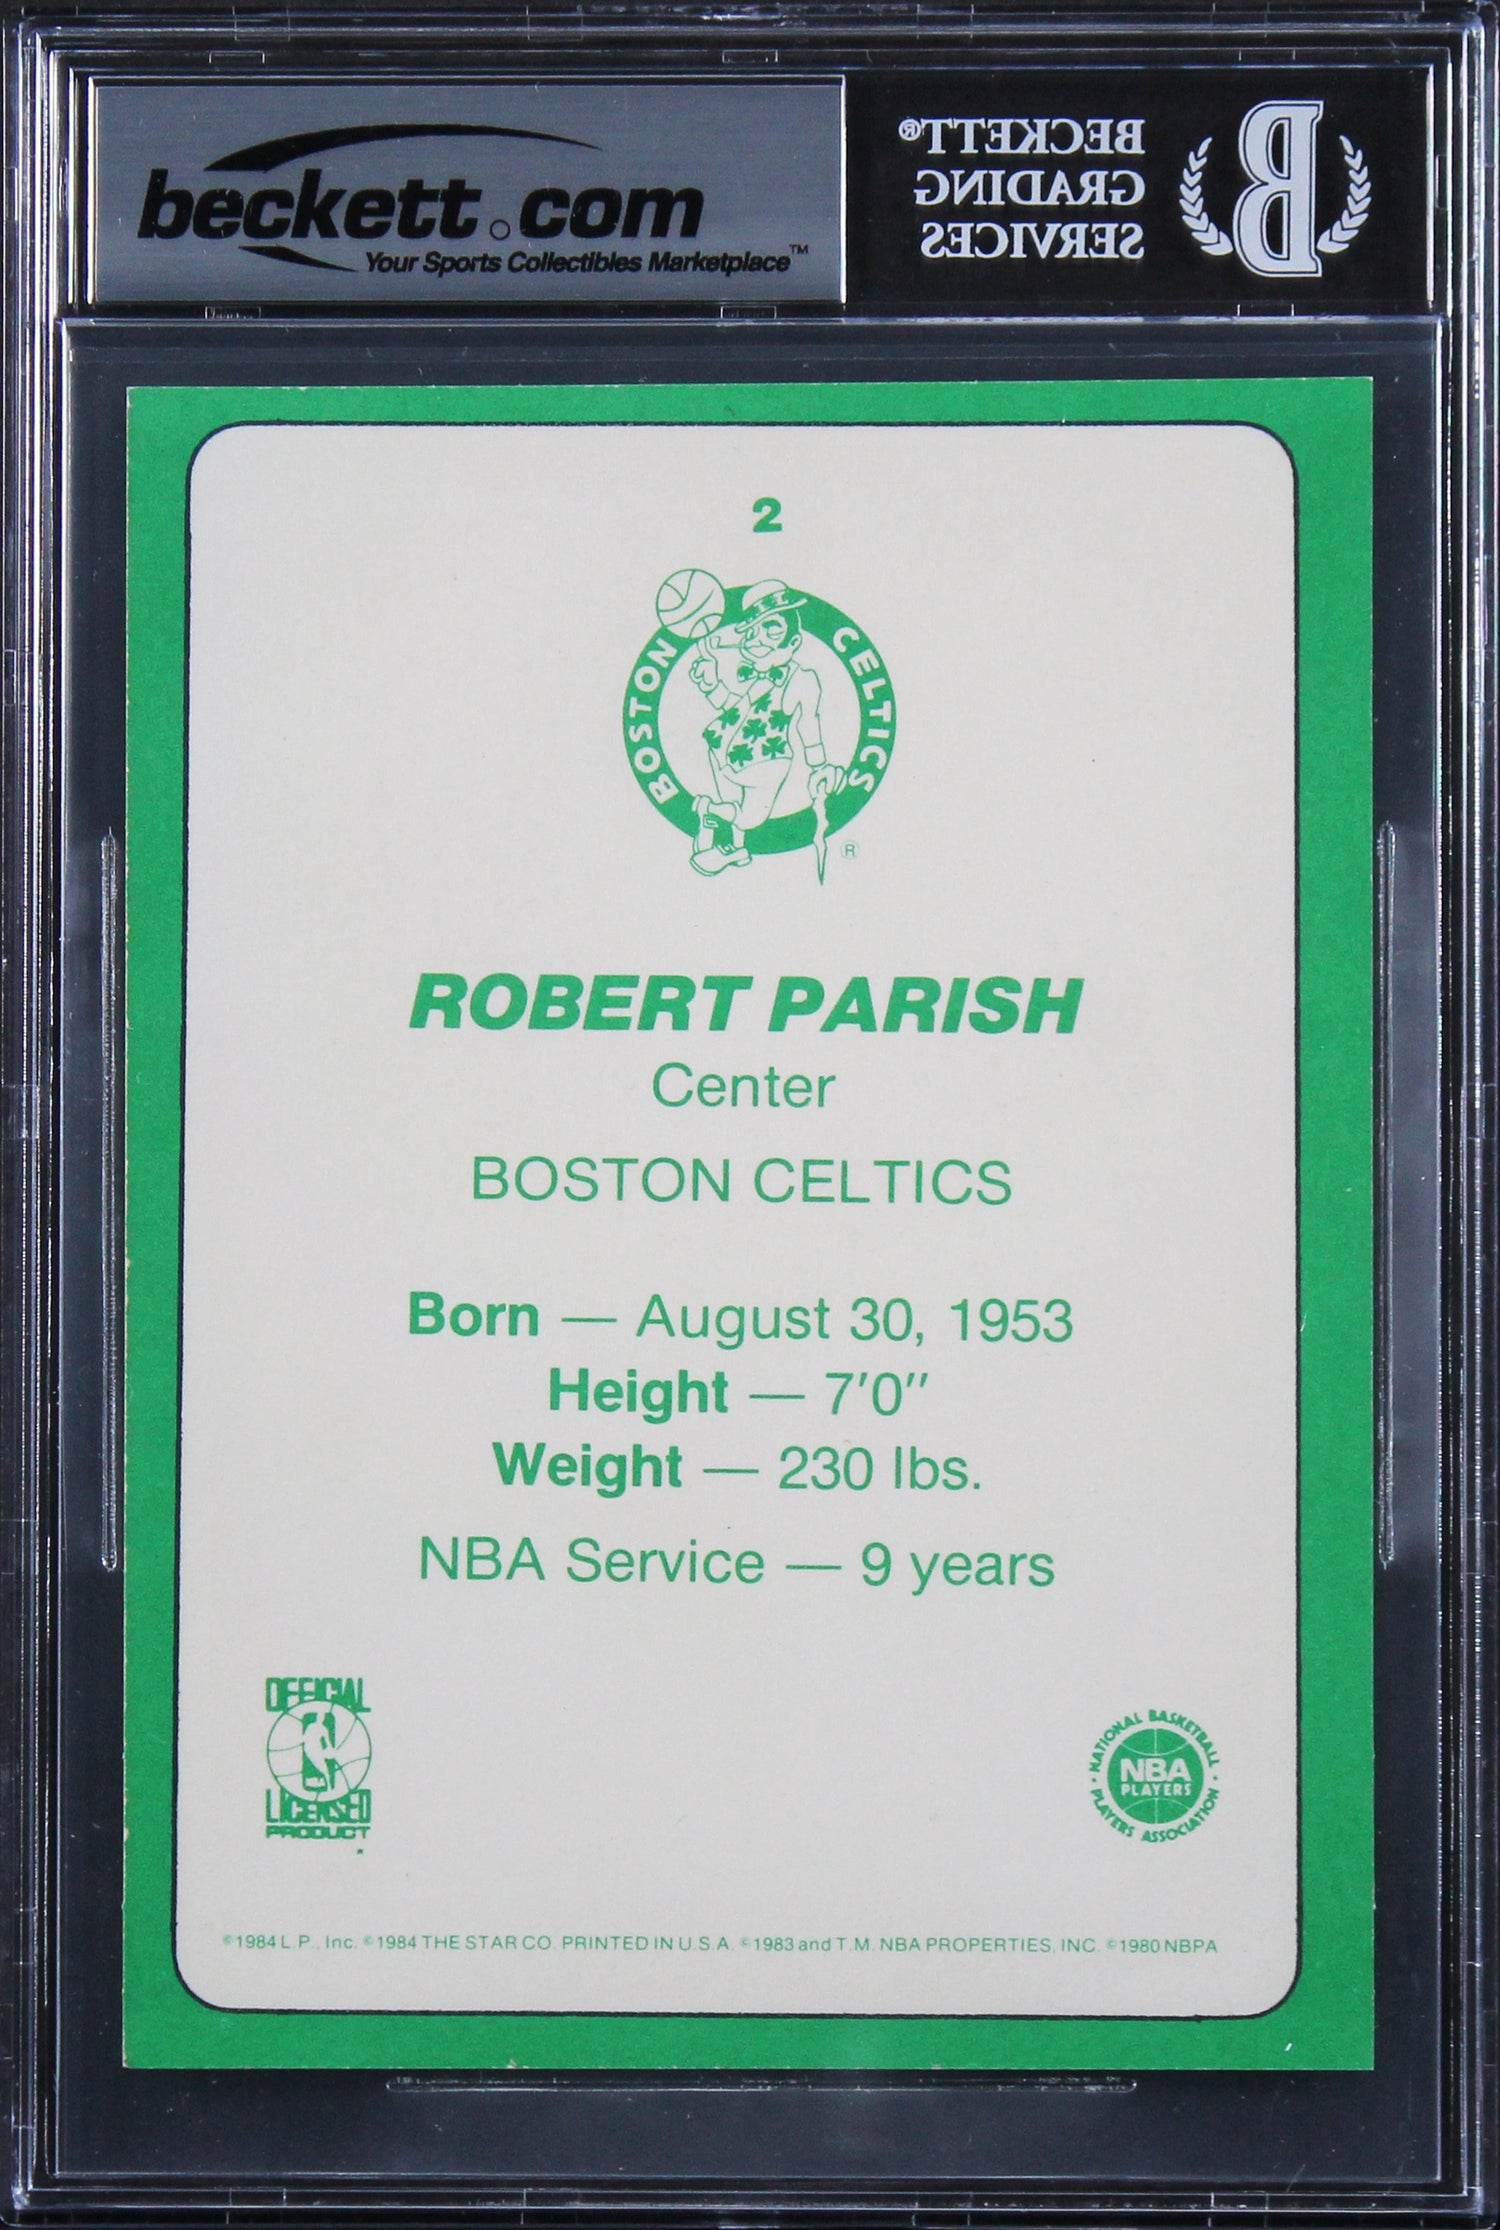 beckett.com
Your Sports Collectibles Marketplace™
BECKETT®
GRADING
SERVICES
B
2
BOSTON CELTICS
®
ROBERT PARISH
Center
BOSTON CELTICS
Born — August 30, 1953
Height — 7'0"
Weight — 230 lbs.
NBA Service — 9 years
OFFICIAL
LICENSED
PRODUCT
NATIONAL BASKETBALL
NBA
PLAYERS
PLAYERS ASSOCIATION
©1984 L.P., Inc. ©1984 THE STAR CO. PRINTED IN U.S.A. ©1983 and T.M. NBA PROPERTIES, INC. ©1980 NBPA